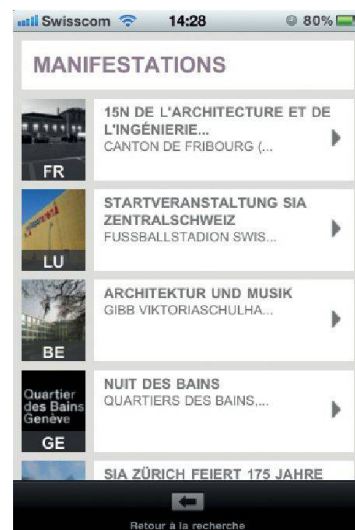 Swisscom 14:28 80%
MANIFESTATIONS
15N DE L'ARCHITECTURE ET DE
L'INGÉNIERIE...
CANTON DE FRIBOURG (...
FR
STARTVERANSTALTUNG SIA
ZENTRALSCHWEIZ
FUSSBALLSTADION SWIS...
LU
ARCHITEKTUR UND MUSIK
GIBB VIKTORIASCHULHA...
BE
NUIT DES BAINS
QUARTIERS DES BAINS,...
Quartier
des Bains
Genève
GE
SIA ZÜRICH FEIERT 175 JAHRE
Retour à la recherche